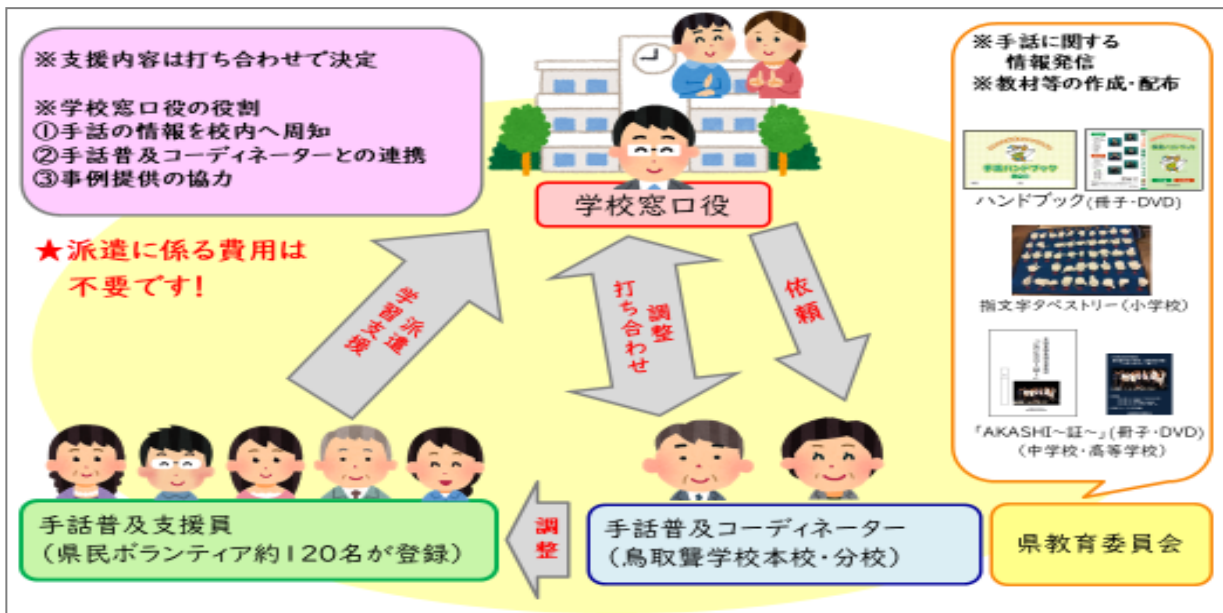 ※支援内容は打ち合わせで決定
※学校窓口役の役割
①手話の情報を校内へ周知
②手話普及コーディネーターとの連携
③事例提供の協力
★派遣に係る費用は
不要です!
学校窓口役
派遣
学習支援
調整
打ち合わせ
依頼
手話普及支援員
(県民ボランティア約120名が登録)
調整
手話普及コーディネーター
(鳥取聾学校本校・分校)
※手話に関する
情報発信
※教材等の作成・配布
手話ハンドブック
ハンドブック(冊子・DVD)
指文字タペストリー(小学校)
「AKASHI~証~」(冊子・DVD)
(中学校・高等学校)
県教育委員会